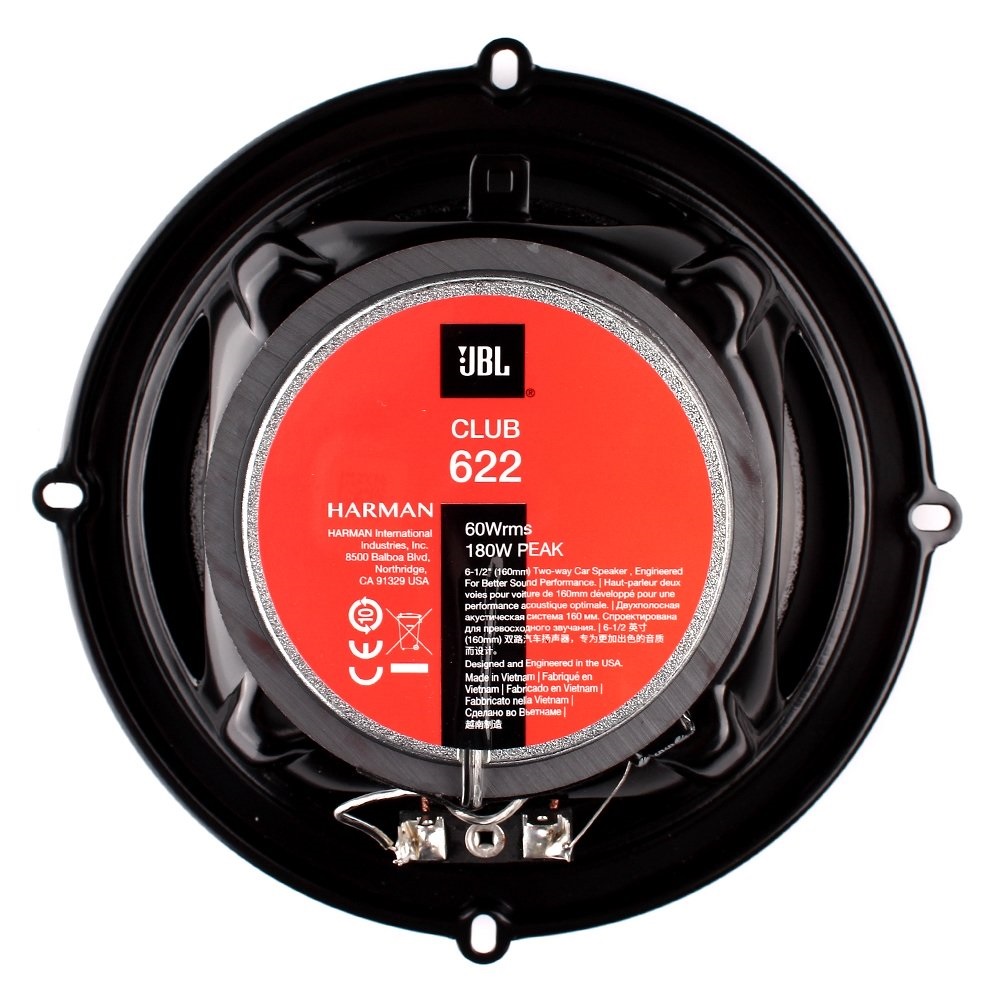 JBL
®
CLUB
622
HARMAN
HARMAN International
Industries, Inc.
8500 Balboa Blvd,
Northridge,
CA 91329 USA
10
CE
60Wrms
180W PEAK
6-1/2" (160mm) Two-way Car Speaker , Engineered
For Better Sound Performance. | Haut-parleur deux
voies pour voiture de 160mm développé pour une
performance acoustique optimale. | Двухполосная
акустическая система 160 мм. Спроектирована
для превосходного звучания. | 6-1/2 英寸
(160mm) 双路汽车扬声器，专为更加出色的音质
而设计。
Designed and Engineered in the USA.
Made in Vietnam | Fabriqué en
Vietnam | Fabricado en Vietnam |
Fabbricato nella Vietnam |
Сделано во Вьетнаме |
越南制造